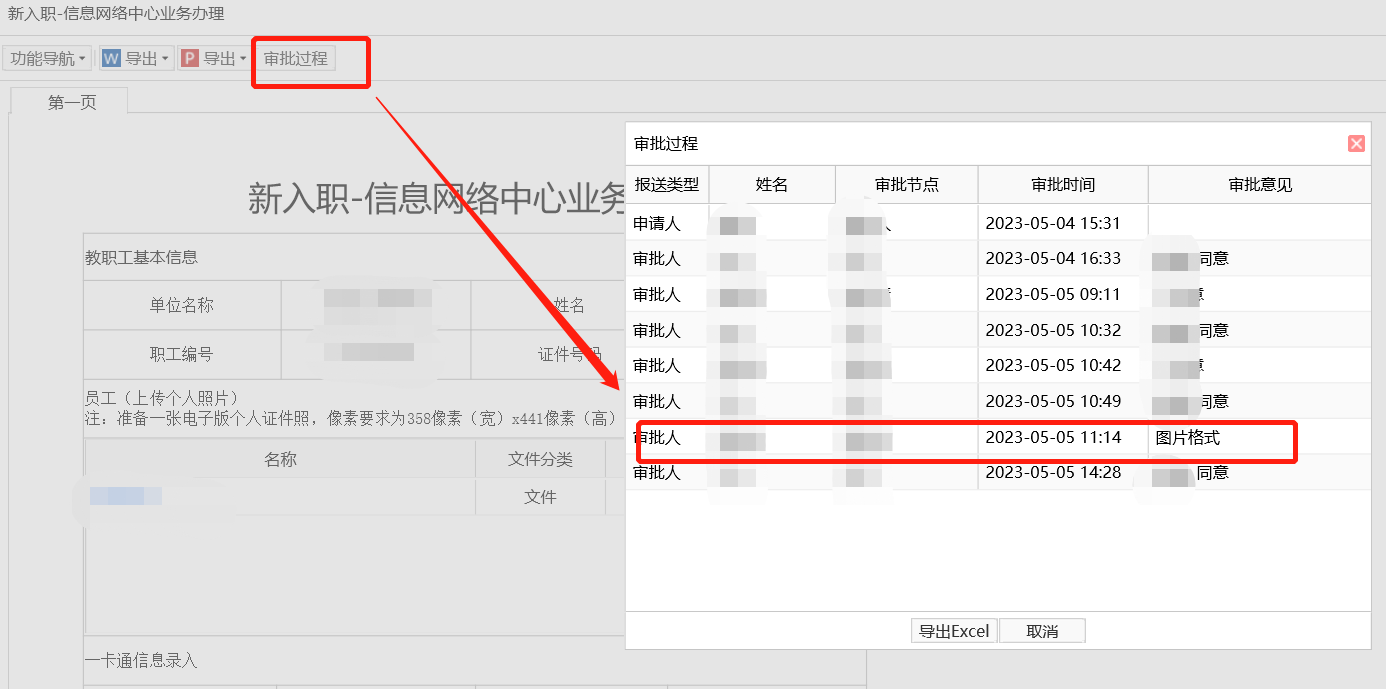 新入职-信息网络中心业务办理
功能导航 W 导出 P 导出 审批过程
第一页
新入职-信息网络中心业务
教职工基本信息
单位名称 姓名
职工编号 证件号码
员工（上传个人照片）
注：准备一张电子版个人证件照，像素要求为358像素（宽）x441像素（高）
名称 文件分类
文件
一卡通信息录入
审批过程
报送类型 姓名 审批节点 审批时间 审批意见
申请人 2023-05-04 15:31
审批人 2023-05-04 16:33 同意
审批人 2023-05-05 09:11
审批人 2023-05-05 10:32 同意
审批人 2023-05-05 10:42
审批人 2023-05-05 10:49 同意
审批人 2023-05-05 11:14 图片格式
审批人 2023-05-05 14:28 同意
导出Excel 取消